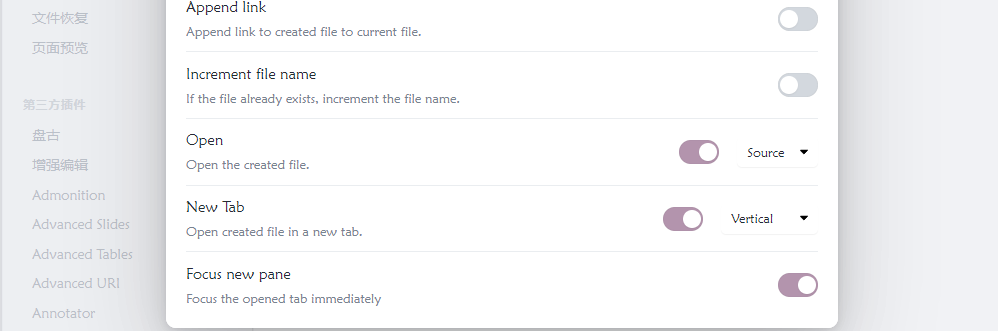 文件恢复
页面预览
第三方插件
盘古
增强编辑
Admonition
Advanced Slides
Advanced Tables
Advanced URI
Annotator
Append link
Append link to created file to current file.
Increment file name
If the file already exists, increment the file name.
Open
Open the created file.
Source
New Tab
Open created file in a new tab.
Vertical
Focus new pane
Focus the opened tab immediately